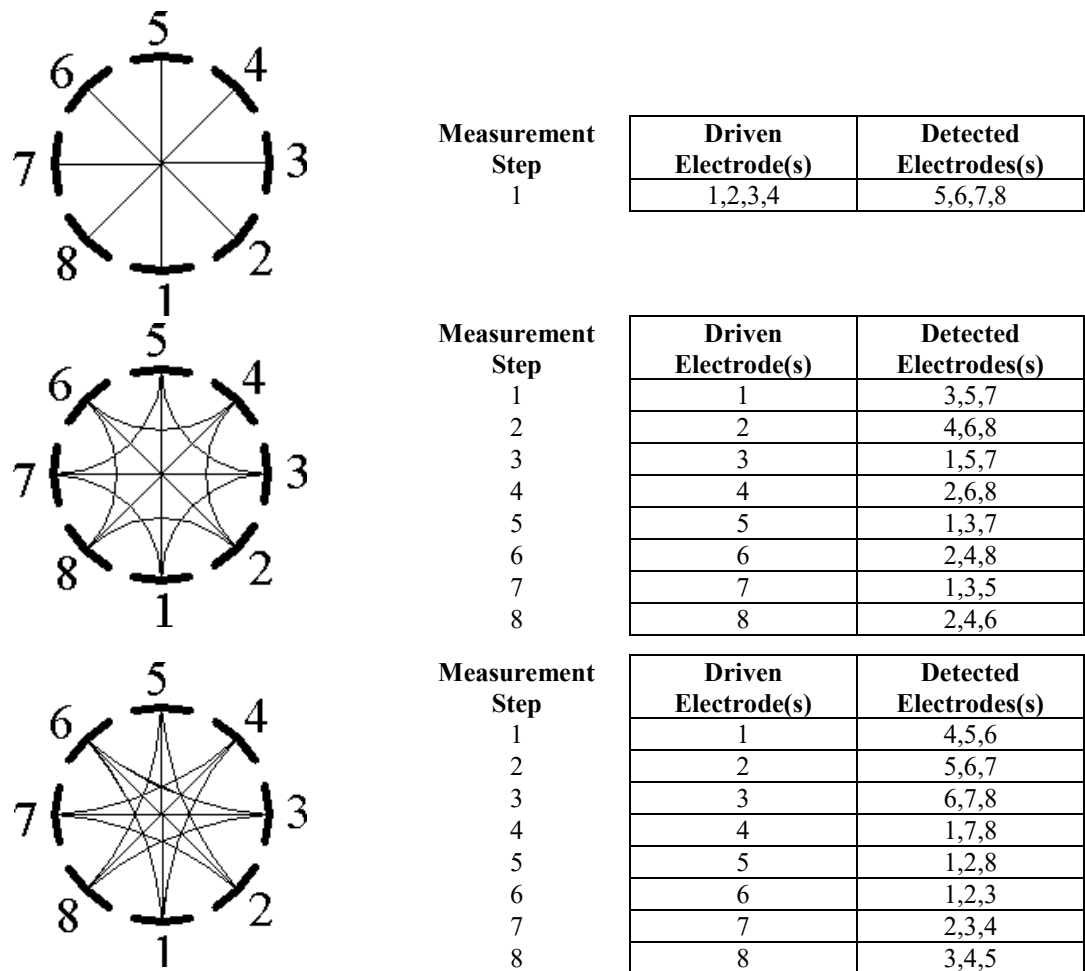 5
6 4
7 3
8 2
1
Measurement Step Driven Electrode(s) Detected Electrodes(s)
1 1,2,3,4 5,6,7,8
5
6 4
7 3
8 2
1
Measurement Step Driven Electrode(s) Detected Electrodes(s)
1 1 3,5,7
2 2 4,6,8
3 3 1,5,7
4 4 2,6,8
5 5 1,3,7
6 6 2,4,8
7 7 1,3,5
8 8 2,4,6
5
6 4
7 3
8 2
1
Measurement Step Driven Electrode(s) Detected Electrodes(s)
1 1 4,5,6
2 2 5,6,7
3 3 6,7,8
4 4 1,7,8
5 5 1,2,8
6 6 1,2,3
7 7 2,3,4
8 8 3,4,5